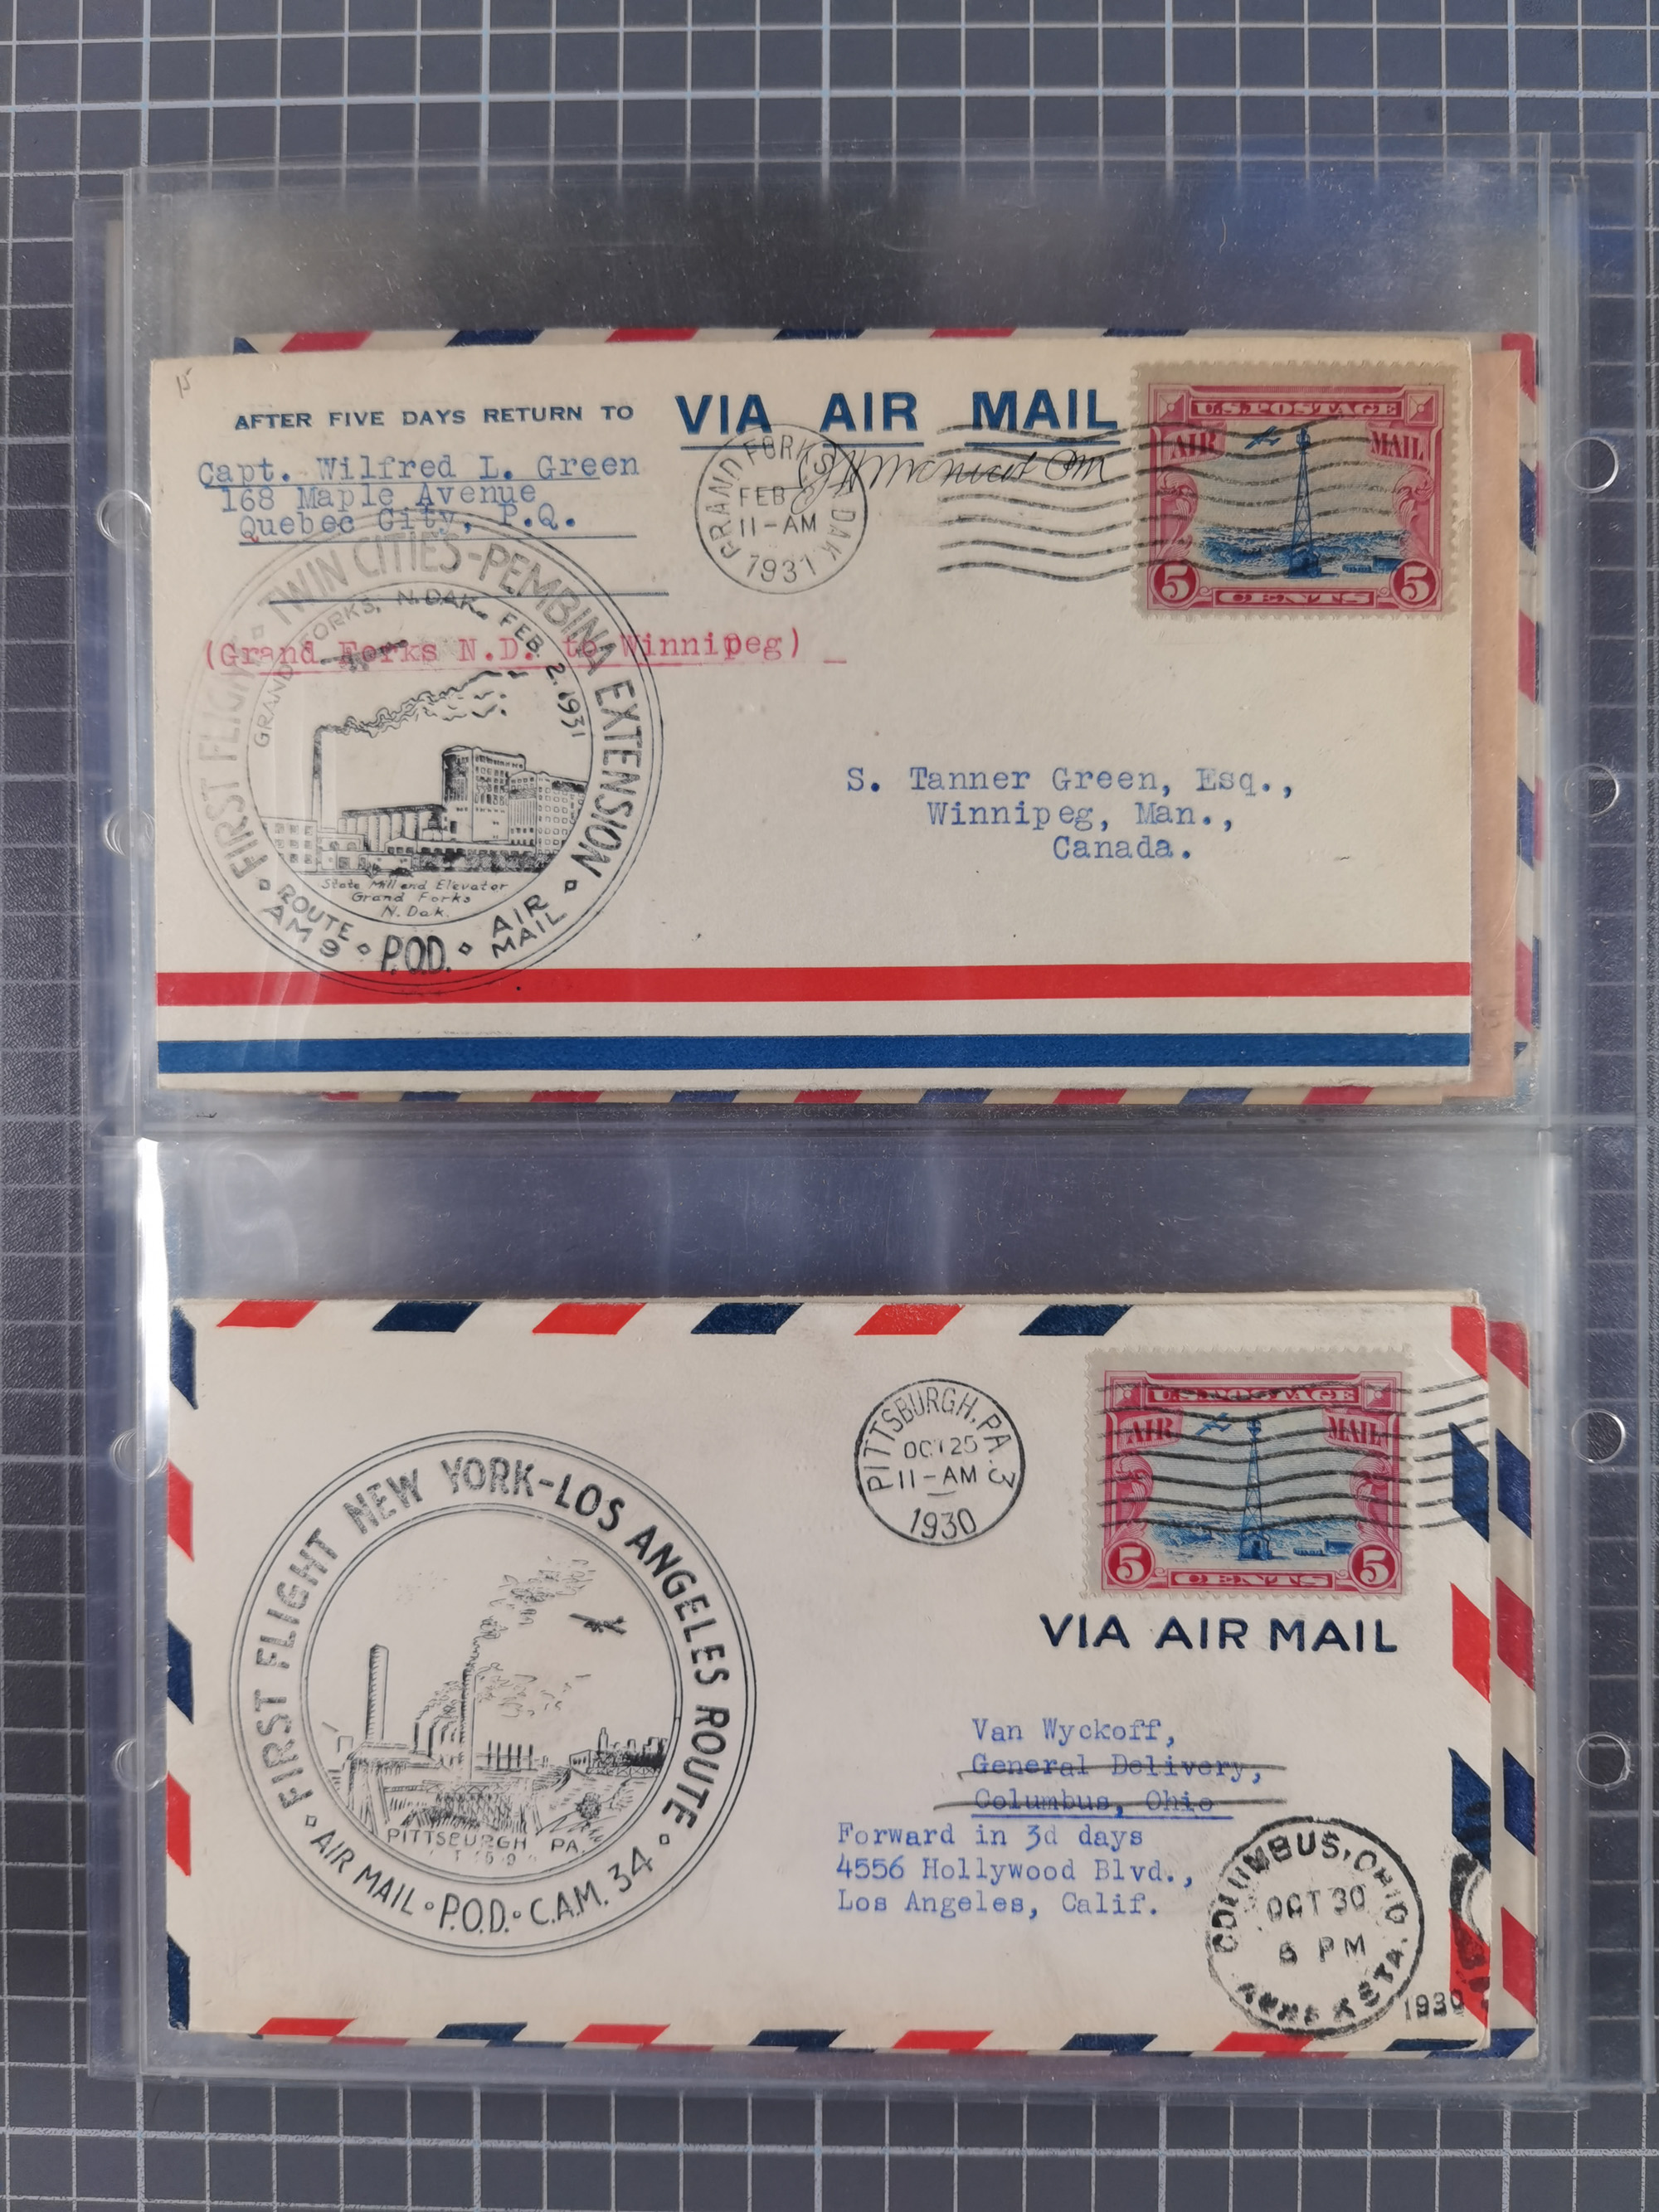 15
AFTER FIVE DAYS RETURN TO
VIA AIR MAIL
Capt. Wilfred L. Green
168 Maple Avenue
Quebec City, P.Q.
GRAND FORKS N. DAK.
FEB 2
11-AM
1931
U.S. POSTAGE
AIR MAIL
5 CENTS 5
FIRST FLIGHT TWIN CITIES-PEMBINA EXTENSION
GRAND FORKS, N. DAK. FEB. 2. 1931
(Grand Forks N.D. to Winnipeg)
State Mill and Elevator
Grand Forks
N. Dak.
ROUTE AM 9 P.O.D. AIR MAIL
S. Tanner Green, Esq.,
Winnipeg, Man.,
Canada.
PITTSBURGH, PA. 3
OCT 25
11-AM
1930
U.S. POSTAGE
AIR MAIL
5 CENTS 5
VIA AIR MAIL
FIRST FLIGHT NEW YORK-LOS ANGELES ROUTE
PITTSBURGH PA.
AIR MAIL P.O.D. C.A.M. 34
Van Wyckoff,
General Delivery,
Columbus, Ohio
Forward in 3d days
4556 Hollywood Blvd.,
Los Angeles, Calif.
COLUMBUS, OHIO
OCT 30
6 PM
ANNEX STA.
1930